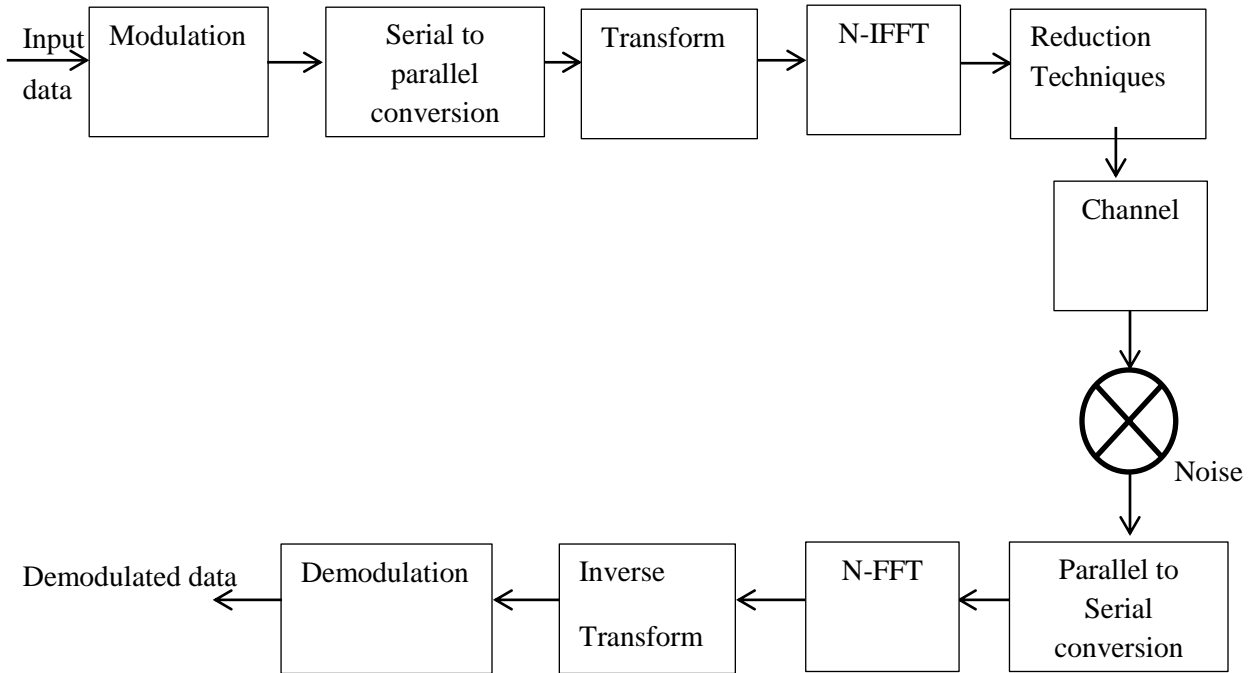 Input
data
Modulation
Serial to
parallel
conversion
Transform
N-IFFT
Reduction
Techniques
Channel
Noise
Parallel to
Serial
conversion
N-FFT
Inverse
Transform
Demodulation
Demodulated data